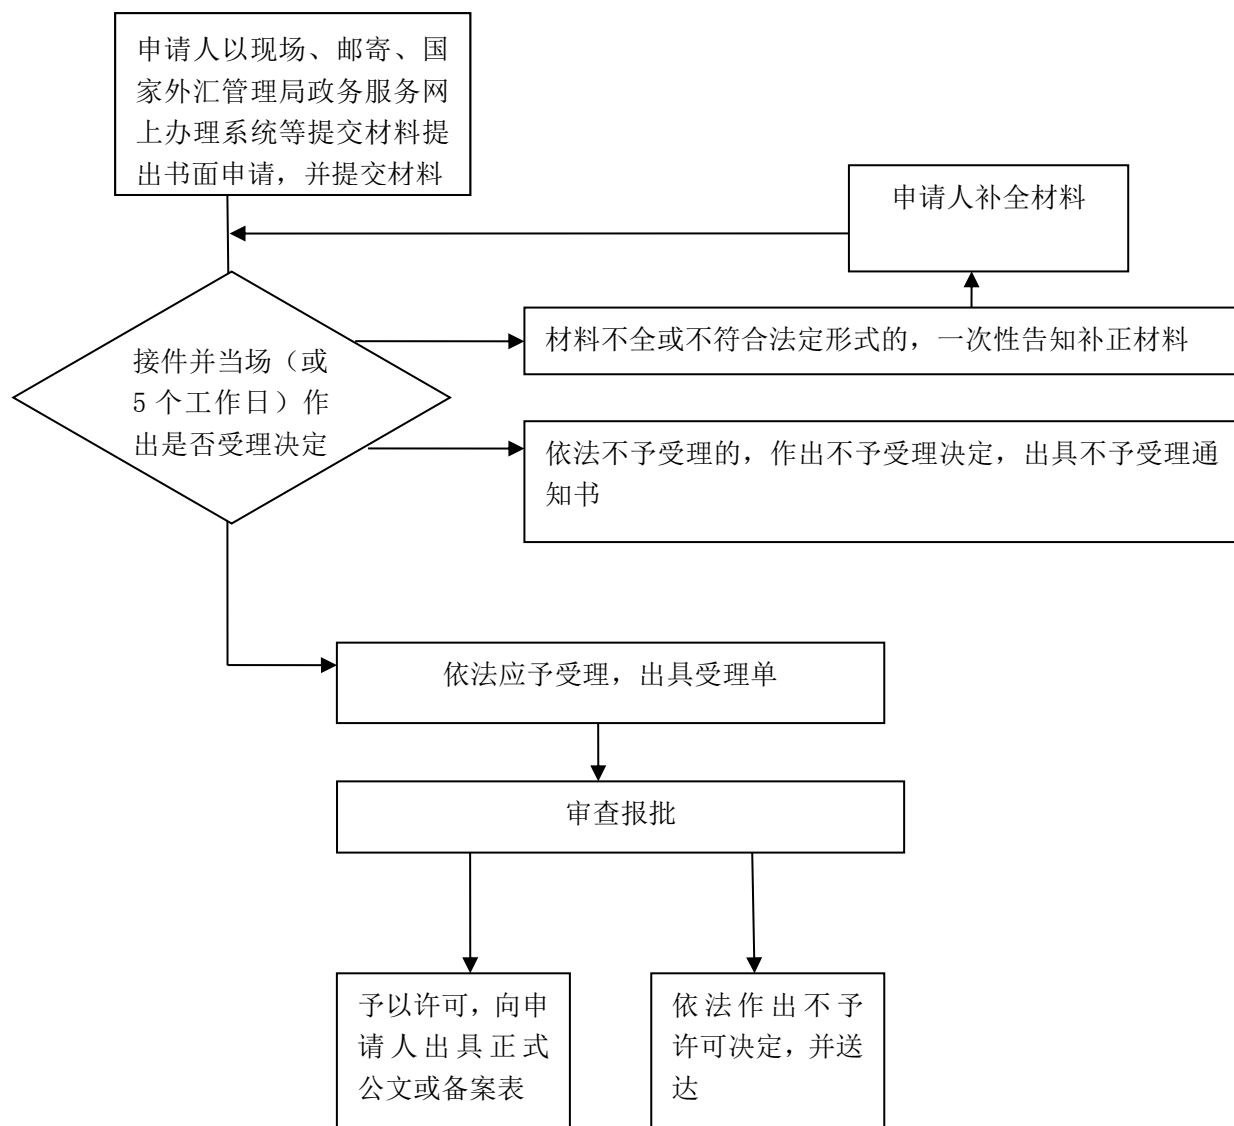 申请人以现场、邮寄、国
家外汇管理局政务服务网
上办理系统等提交材料提
出书面申请，并提交材料
申请人补全材料
材料不全或不符合法定形式的，一次性告知补正材料
接件并当场（或
5 个工作日）作
出是否受理决定
依法不予受理的，作出不予受理决定，出具不予受理通
知书
依法应予受理，出具受理单
审查报批
予以许可，向申
请人出具正式
公文或备案表
依法作出不予
许可决定，并送
达